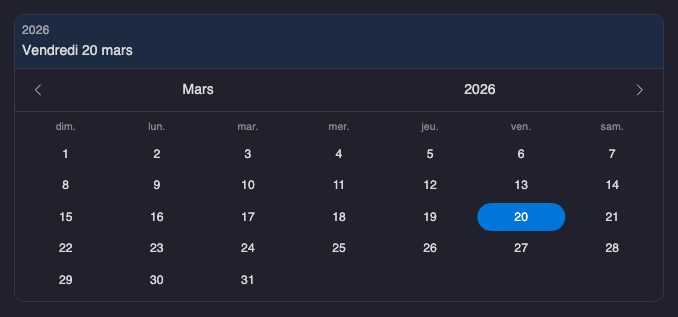 2026
Vendredi 20 mars
Mars 2026
dim. lun. mar. mer. jeu. ven. sam.
1 2 3 4 5 6 7
8 9 10 11 12 13 14
15 16 17 18 19 20 21
22 23 24 25 26 27 28
29 30 31